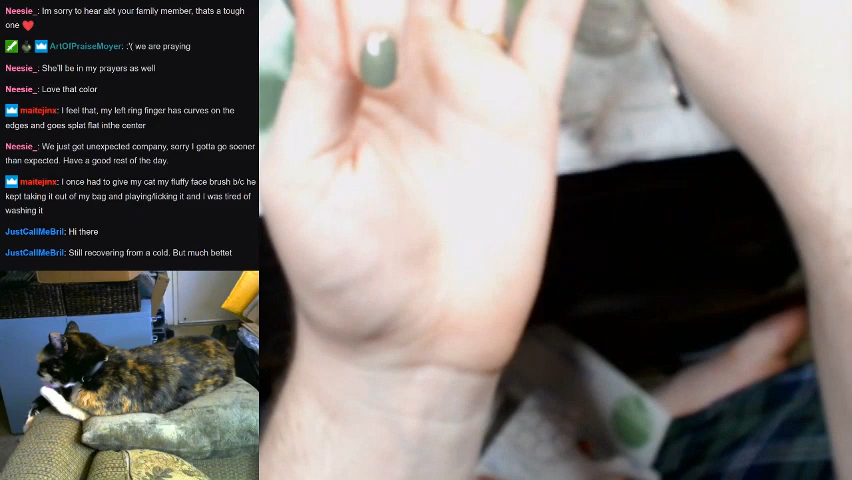 Neesie_: Im sorry to hear abt your family member, thats a tough
one ❤️
ArtOfPraiseMoyer: :'( we are praying
Neesie_: She'll be in my prayers as well
Neesie_: Love that color
maitejinx: I feel that, my left ring finger has curves on the
edges and goes splat flat inthe center
Neesie_: We just got unexpected company, sorry I gotta go sooner
than expected. Have a good rest of the day.
maitejinx: I once had to give my cat my fluffy face brush b/c he
kept taking it out of my bag and playing/licking it and I was tired of
washing it
JustCallMeBril: Hi there
JustCallMeBril: Still recovering from a cold. But much bettet